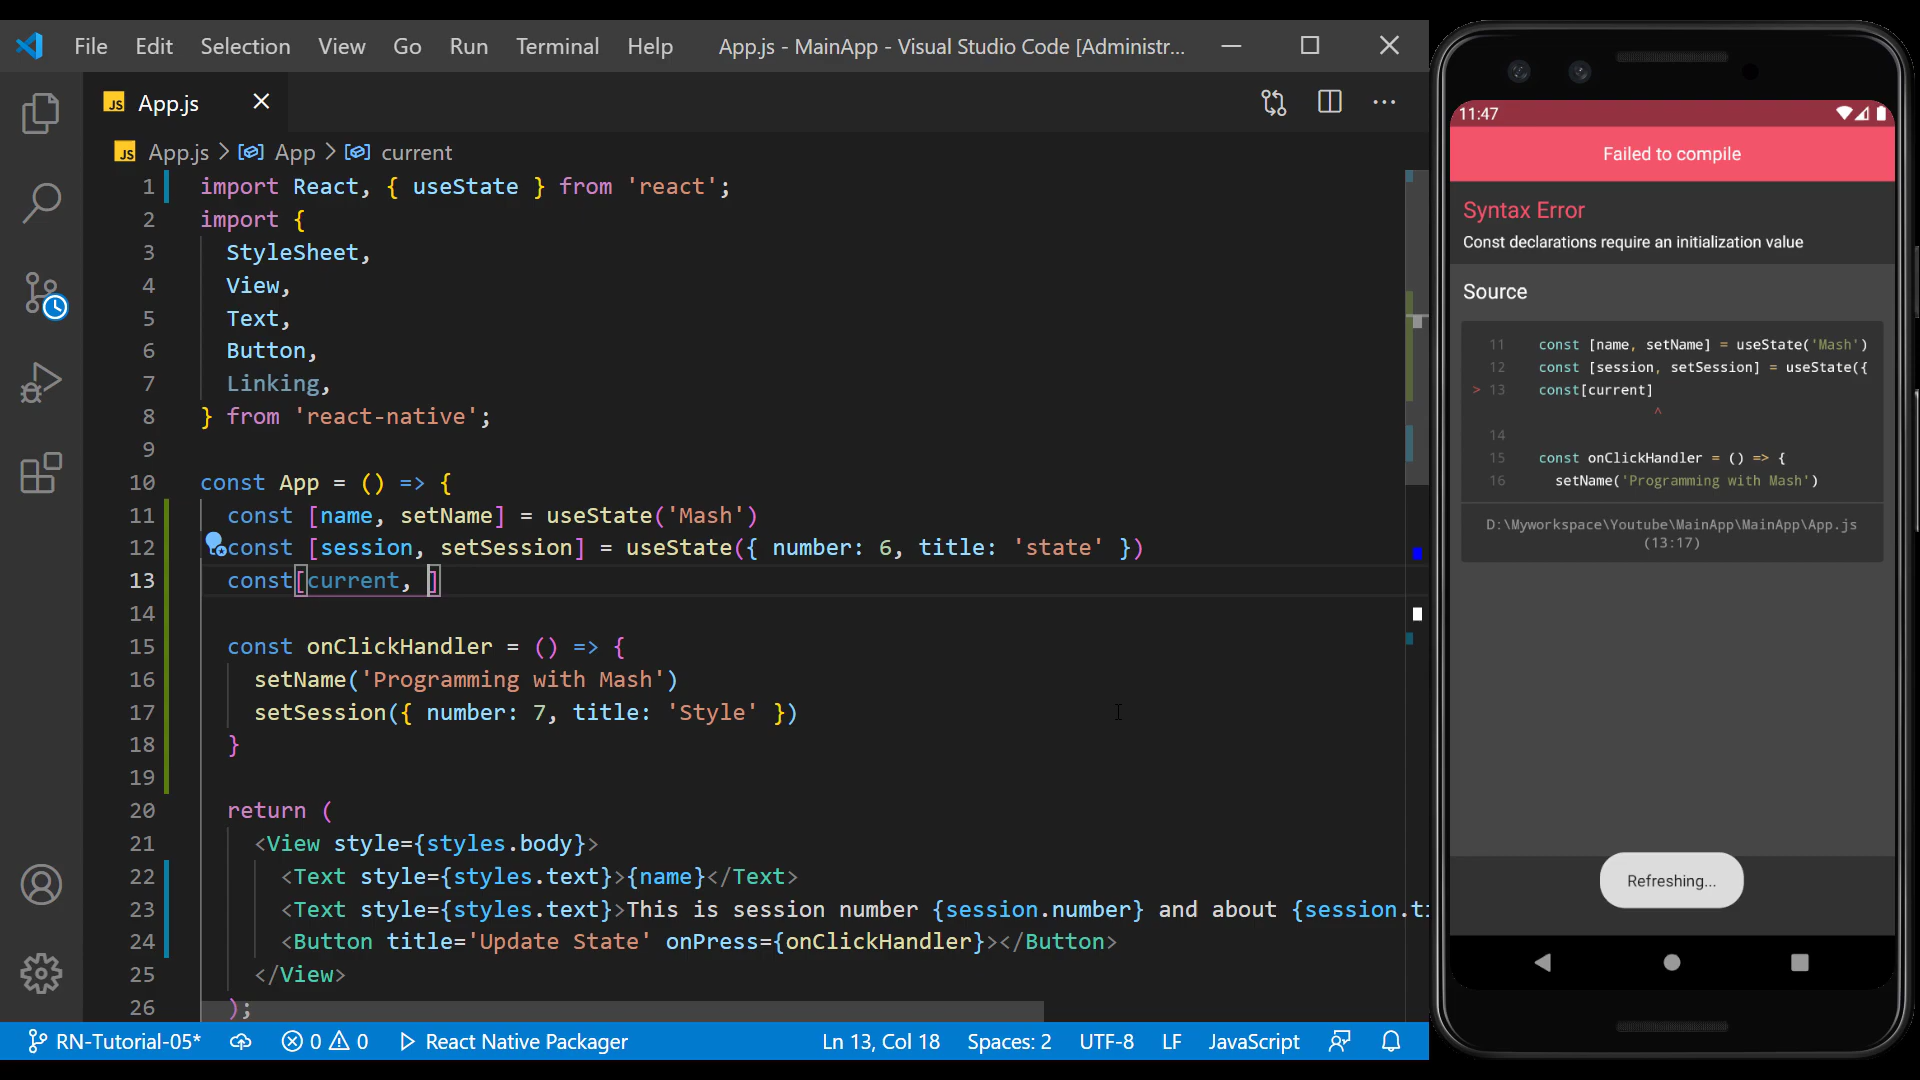 File Edit Selection View Go Run Terminal Help App.js - MainApp - Visual Studio Code [Administr...
JS App.js
JS App.js > App > current
1 import React, { useState } from 'react';
2 import {
3 StyleSheet,
4 View,
5 Text,
6 Button,
7 Linking,
8 } from 'react-native';
9
10 const App = () => {
11 const [name, setName] = useState('Mash')
12 const [session, setSession] = useState({ number: 6, title: 'state' })
13 const[current, ]
14
15 const onClickHandler = () => {
16 setName('Programming with Mash')
17 setSession({ number: 7, title: 'Style' })
18 }
19
20 return (
21 <View style={styles.body}>
22 <Text style={styles.text}>{name}</Text>
23 <Text style={styles.text}>This is session number {session.number} and about {session.ti
24 <Button title='Update State' onPress={onClickHandler}></Button>
25 </View>
26 );
RN-Tutorial-05* 0 0 React Native Packager Ln 13, Col 18 Spaces: 2 UTF-8 LF JavaScript
11:47
Failed to compile
Syntax Error
Const declarations require an initialization value
Source
11 const [name, setName] = useState('Mash')
12 const [session, setSession] = useState({
> 13 const[current]
^
14
15 const onClickHandler = () => {
16 setName('Programming with Mash')
D:\Myworkspace\Youtube\MainApp\MainApp\App.js
(13:17)
Refreshing...